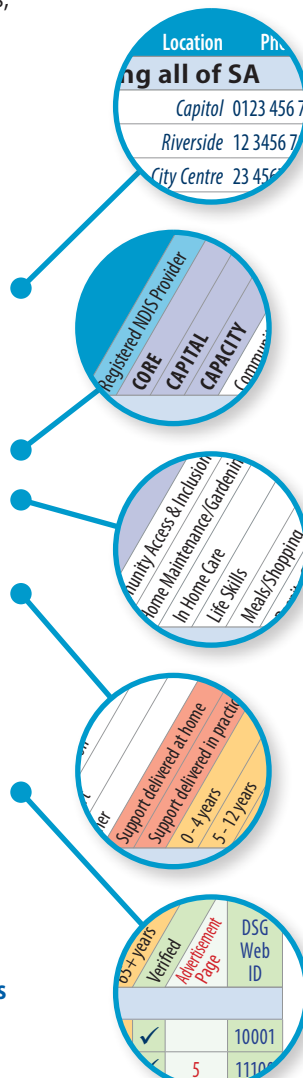 s,
Location
ng all of SA
Capitol 0123 456 7
Riverside 12 3456 7
City Centre 23 456
Registered NDIS Provider
CORE
CAPITAL
CAPACITY
Communi
unity Access & Inclusion
Home Maintenance/Gardening
In Home Care
Life Skills
Meals/Shopping
her
Support delivered at home
Support delivered in practic
0 - 4 years
5 - 12 years
65+ years
Verified
Advertisement
Page
DSG
Web
ID
✓ 10001
✓ 5 1110
s